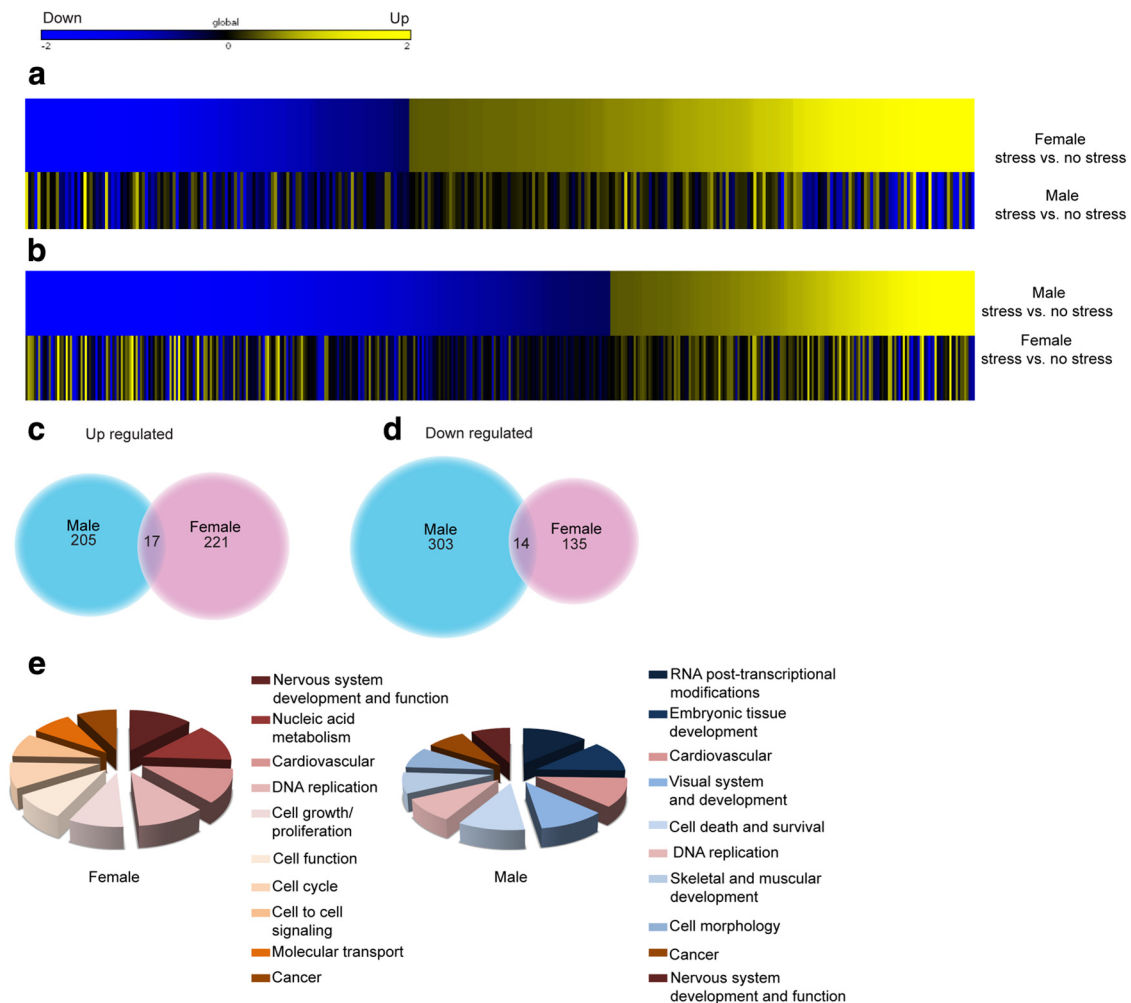 Down
global
Up
-2
0
2
a
Female
stress vs. no stress
Male
stress vs. no stress
b
Male
stress vs. no stress
Female
stress vs. no stress
c
Up regulated
Male
205
17
Female
221
d
Down regulated
Male
303
14
Female
135
e
Female
Nervous system
development and function
Nucleic acid
metabolism
Cardiovascular
DNA replication
Cell growth/
proliferation
Cell function
Cell cycle
Cell to cell
signaling
Molecular transport
Cancer
Male
RNA post-transcriptional
modifications
Embryonic tissue
development
Cardiovascular
Visual system
and development
Cell death and survival
DNA replication
Skeletal and muscular
development
Cell morphology
Cancer
Nervous system
development and function